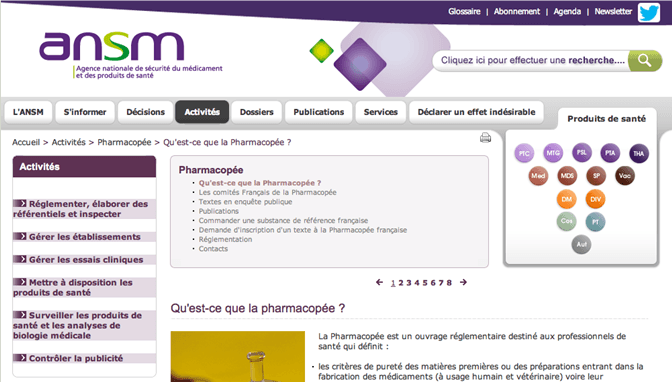 Glossaire | Abonnement | Agenda | Newsletter
ansm
Agence nationale de sécurité du médicament
et des produits de santé
Cliquez ici pour effectuer une recherche....
L'ANSM
S'informer
Décisions
Activités
Dossiers
Publications
Services
Déclarer un effet indésirable
Produits de santé
Accueil > Activités > Pharmacopée > Qu'est-ce que la Pharmacopée ?
PTC MTG PSL PTA THA
Med MDS SP Vac
DM DIV
Cos PT
Aut
Activités
Réglementer, élaborer des
référentiels et inspecter
Gérer les établissements
Gérer les essais cliniques
Mettre à disposition les
produits de santé
Surveiller les produits de
santé et les analyses de
biologie médicale
Contrôler la publicité
Pharmacopée
Qu'est-ce que la Pharmacopée ?
Les comités Français de la Pharmacopée
Textes en enquête publique
Publications
Commander une substance de référence française
Demande d'inscription d'un texte à la Pharmacopée française
Réglementation
Contacts
1 2 3 4 5 6 7 8
Qu'est-ce que la pharmacopée ?
La Pharmacopée est un ouvrage réglementaire destiné aux professionnels de
santé qui définit :
• les critères de pureté des matières premières ou des préparations entrant dans la
fabrication des médicaments (à usage humain et vétérinaire) voire leur